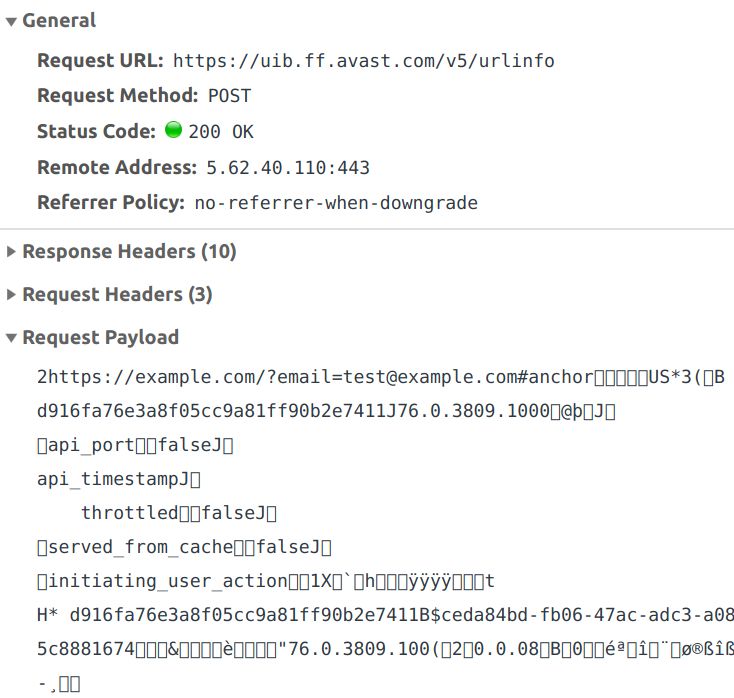 General
Request URL: https://uib.ff.avast.com/v5/urlinfo
Request Method: POST
Status Code: 200 OK
Remote Address: 5.62.40.110:443
Referrer Policy: no-referrer-when-downgrade
Response Headers (10)
Request Headers (3)
Request Payload
2https://example.com/?email=test@example.com#anchor□□□□□US*3(□B
d916fa76e3a8f05cc9a81ff90b2e7411J76.0.3809.1000□@þ□J□
□api_port□□falseJ□
api_timestampJ□
throttled□□falseJ□
□served_from_cache□□falseJ□
□initiating_user_action□□1X□`□h□□□ÿÿÿÿ□□□t
H* d916fa76e3a8f05cc9a81ff90b2e7411B$ceda84bd-fb06-47ac-adc3-a08
5c8881674□□□&□□□□è□□□□"76.0.3809.100(□2□0.0.08□B□0□□éª□î□¨□ø®ßîß
-¸□□